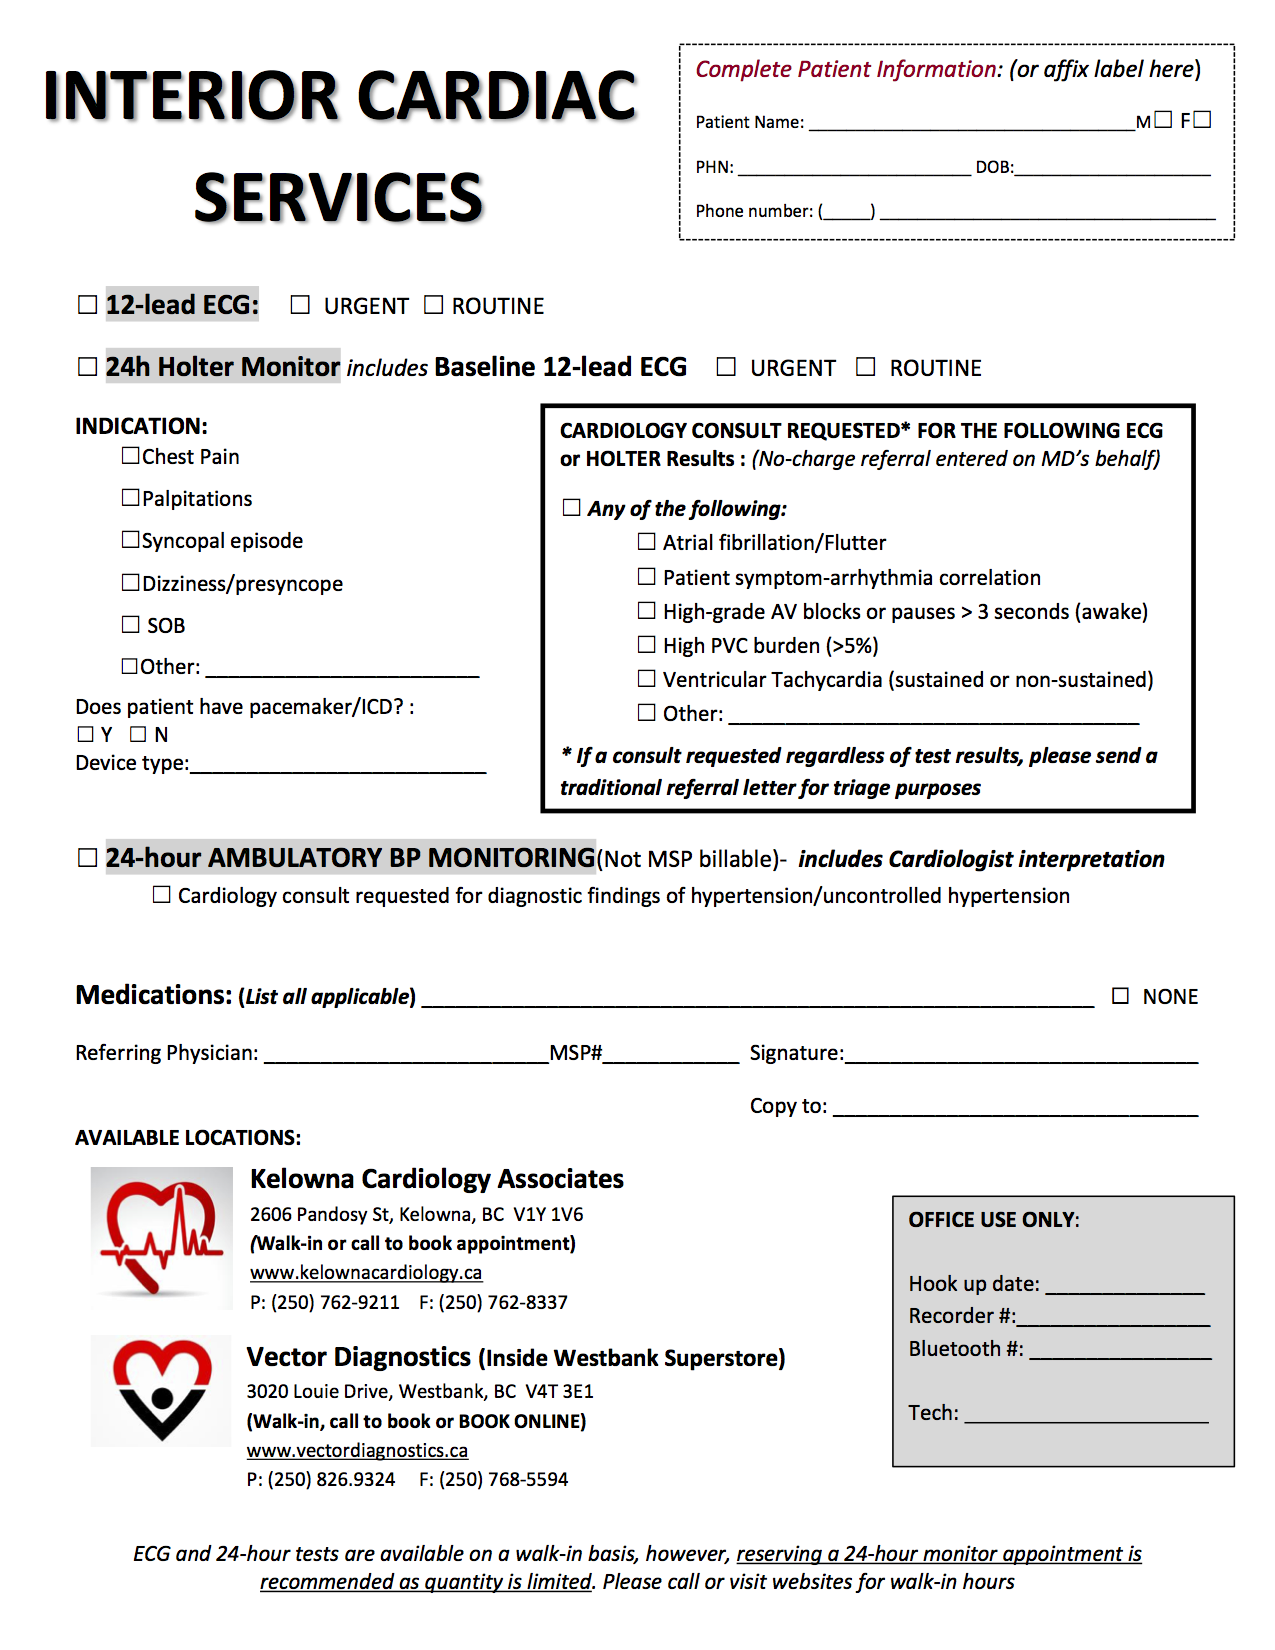 INTERIOR CARDIAC
SERVICES
Complete Patient Information: (or affix label here)
Patient Name: ________________________________M☐ F☐
PHN: ________________________ DOB:____________________
Phone number: (_____) __________________________________
☐ 12-lead ECG: ☐ URGENT ☐ ROUTINE
☐ 24h Holter Monitor includes Baseline 12-lead ECG ☐ URGENT ☐ ROUTINE
INDICATION:
☐Chest Pain
☐Palpitations
☐Syncopal episode
☐Dizziness/presyncope
☐ SOB
☐Other: ________________________
Does patient have pacemaker/ICD? :
☐ Y ☐ N
Device type:__________________________
CARDIOLOGY CONSULT REQUESTED* FOR THE FOLLOWING ECG
or HOLTER Results : (No-charge referral entered on MD's behalf)
☐ Any of the following:
☐ Atrial fibrillation/Flutter
☐ Patient symptom-arrhythmia correlation
☐ High-grade AV blocks or pauses > 3 seconds (awake)
☐ High PVC burden (>5%)
☐ Ventricular Tachycardia (sustained or non-sustained)
☐ Other: ____________________________________
* If a consult requested regardless of test results, please send a
traditional referral letter for triage purposes
☐ 24-hour AMBULATORY BP MONITORING(Not MSP billable)- includes Cardiologist interpretation
☐ Cardiology consult requested for diagnostic findings of hypertension/uncontrolled hypertension
Medications: (List all applicable) ___________________________________________________________ ☐ NONE
Referring Physician: _________________________MSP#____________ Signature:_______________________________
Copy to: ________________________________
AVAILABLE LOCATIONS:
Kelowna Cardiology Associates
2606 Pandosy St, Kelowna, BC V1Y 1V6
(Walk-in or call to book appointment)
www.kelownacardiology.ca
P: (250) 762-9211 F: (250) 762-8337
Vector Diagnostics (Inside Westbank Superstore)
3020 Louie Drive, Westbank, BC V4T 3E1
(Walk-in, call to book or BOOK ONLINE)
www.vectordiagnostics.ca
P: (250) 826.9324 F: (250) 768-5594
OFFICE USE ONLY:
Hook up date: ______________
Recorder #:_________________
Bluetooth #: ________________
Tech: ______________________
ECG and 24-hour tests are available on a walk-in basis, however, reserving a 24-hour monitor appointment is
recommended as quantity is limited. Please call or visit websites for walk-in hours